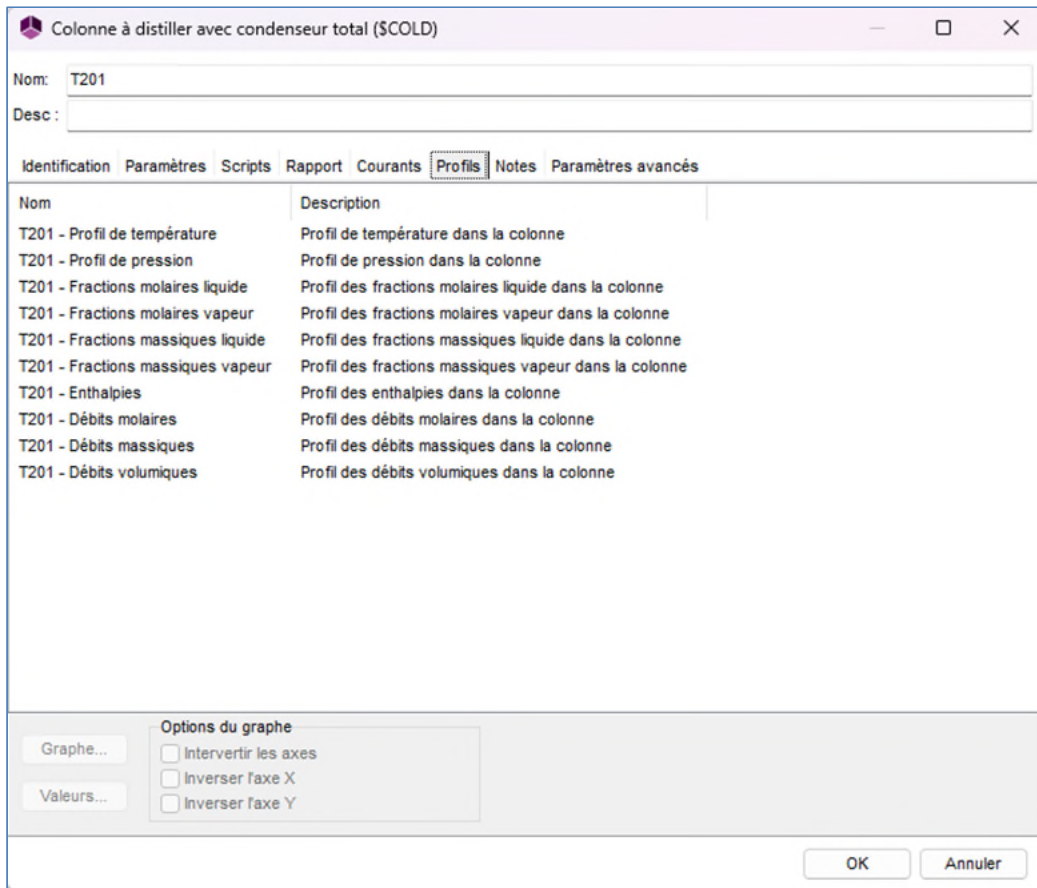 Colonne à distiller avec condenseur total ($COLD)
Nom: T201
Desc :
Identification Paramètres Scripts Rapport Courants Profils Notes Paramètres avancés
Nom Description
T201 - Profil de température Profil de température dans la colonne
T201 - Profil de pression Profil de pression dans la colonne
T201 - Fractions molaires liquide Profil des fractions molaires liquide dans la colonne
T201 - Fractions molaires vapeur Profil des fractions molaires vapeur dans la colonne
T201 - Fractions massiques liquide Profil des fractions massiques liquide dans la colonne
T201 - Fractions massiques vapeur Profil des fractions massiques vapeur dans la colonne
T201 - Enthalpies Profil des enthalpies dans la colonne
T201 - Débits molaires Profil des débits molaires dans la colonne
T201 - Débits massiques Profil des débits massiques dans la colonne
T201 - Débits volumiques Profil des débits volumiques dans la colonne
Options du graphe
Graphe...
Intervertir les axes
Inverser l'axe X
Valeurs...
Inverser l'axe Y
OK Annuler